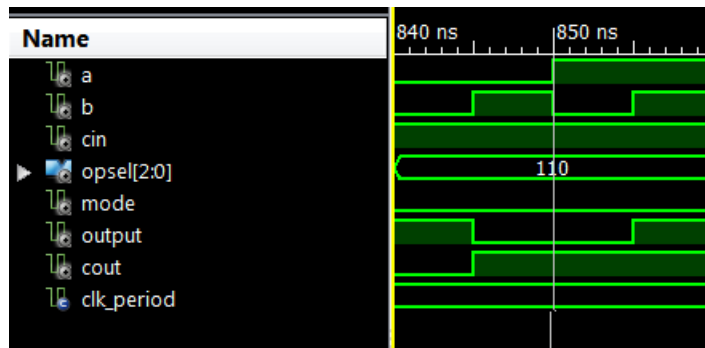 Name
840 ns
850 ns
a
b
cin
opsel[2:0]
110
mode
output
cout
clk_period